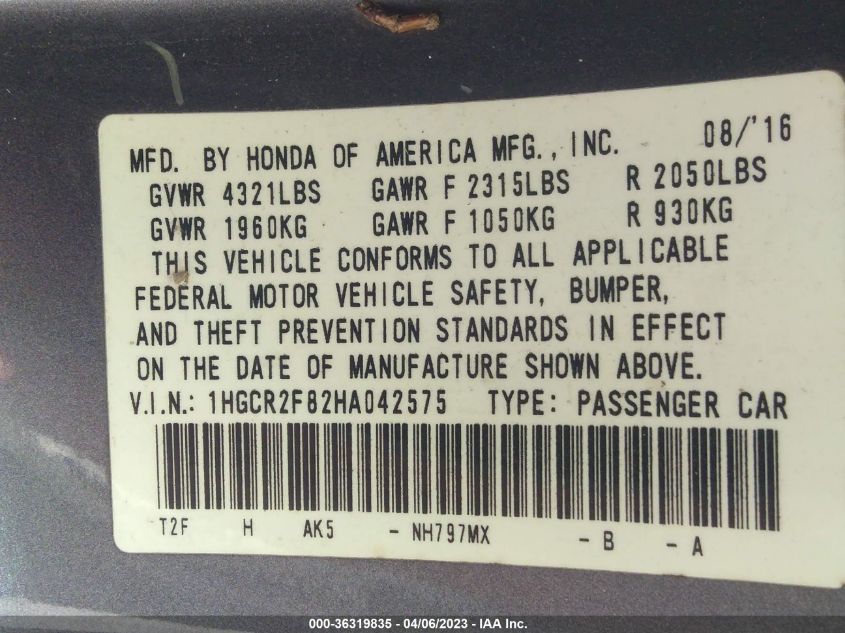 MFD. BY HONDA OF AMERICA MFG., INC. 08/'16
GVWR 4321LBS GAWR F 2315LBS R 2050LBS
GVWR 1960KG GAWR F 1050KG R 930KG
THIS VEHICLE CONFORMS TO ALL APPLICABLE
FEDERAL MOTOR VEHICLE SAFETY, BUMPER,
AND THEFT PREVENTION STANDARDS IN EFFECT
ON THE DATE OF MANUFACTURE SHOWN ABOVE.
V.I.N.: 1HGCR2F82HA042575 TYPE: PASSENGER CAR
T2F H AK5 - NH797MX - B - A
000-36319835 - 04/06/2023 - IAA Inc.